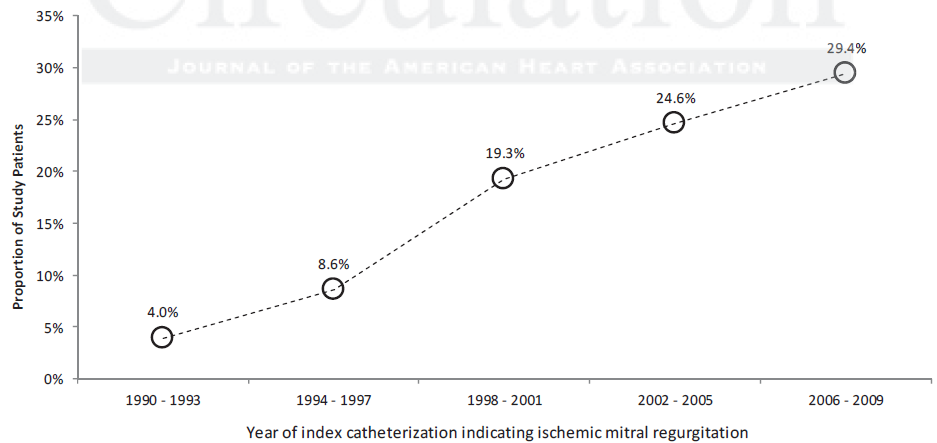 Circulation
JOURNAL OF THE AMERICAN HEART ASSOCIATION
35%
30%
25%
20%
15%
10%
5%
0%
Proportion of Study Patients
4.0%
8.6%
19.3%
24.6%
29.4%
1990 - 1993
1994 - 1997
1998 - 2001
2002 - 2005
2006 - 2009
Year of index catheterization indicating ischemic mitral regurgitation